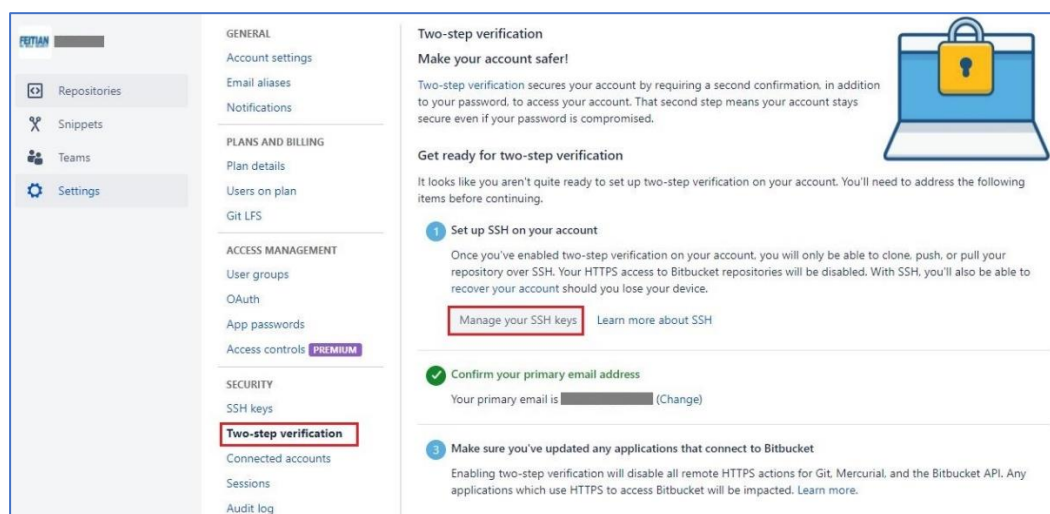 FEITIAN
Repositories
Snippets
Teams
Settings
GENERAL
Account settings
Email aliases
Notifications
PLANS AND BILLING
Plan details
Users on plan
Git LFS
ACCESS MANAGEMENT
User groups
OAuth
App passwords
Access controls PREMIUM
SECURITY
SSH keys
Two-step verification
Connected accounts
Sessions
Audit log
Two-step verification
Make your account safer!
Two-step verification secures your account by requiring a second confirmation, in addition
to your password, to access your account. That second step means your account stays
secure even if your password is compromised.
Get ready for two-step verification
It looks like you aren't quite ready to set up two-step verification on your account. You'll need to address the following
items before continuing.
1 Set up SSH on your account
Once you've enabled two-step verification on your account, you will only be able to clone, push, or pull your
repository over SSH. Your HTTPS access to Bitbucket repositories will be disabled. With SSH, you'll also be able to
recover your account should you lose your device.
Manage your SSH keys Learn more about SSH
Confirm your primary email address
Your primary email is (Change)
3 Make sure you've updated any applications that connect to Bitbucket
Enabling two-step verification will disable all remote HTTPS actions for Git, Mercurial, and the Bitbucket API. Any
applications which use HTTPS to access Bitbucket will be impacted. Learn more.